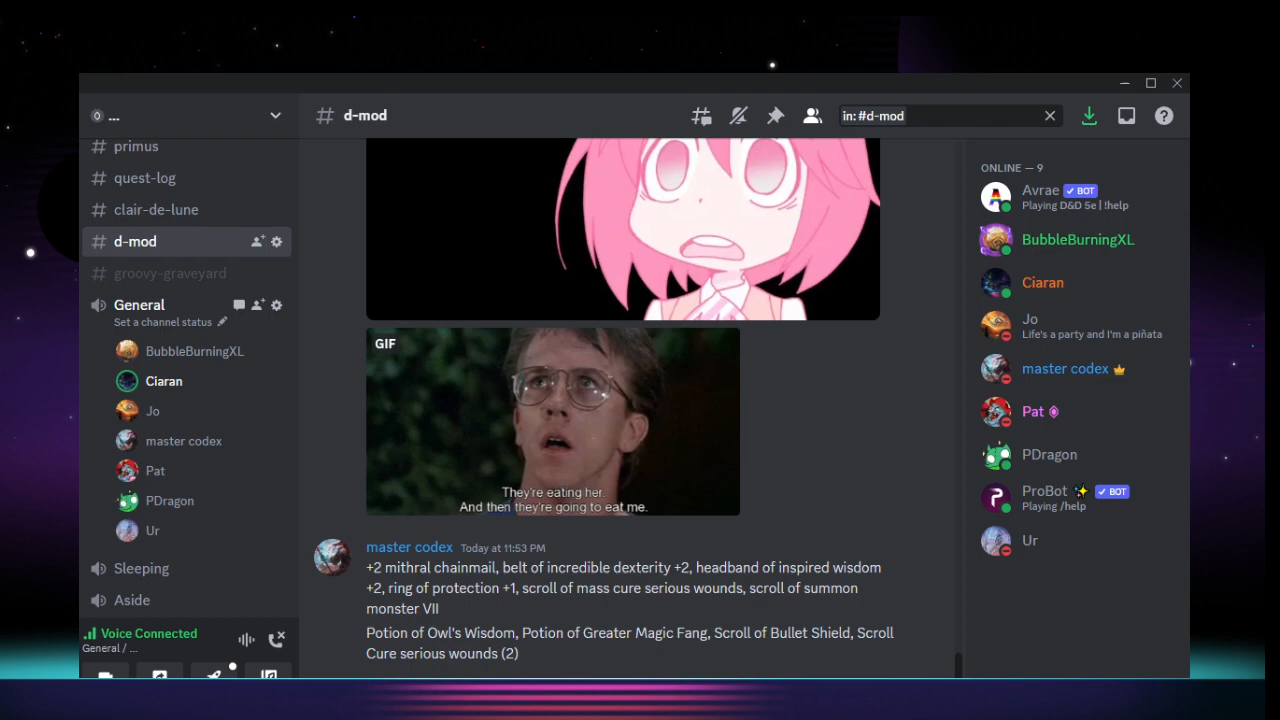 ...
d-mod
in: #d-mod
primus
quest-log
clair-de-lune
d-mod
groovy-graveyard
General
Set a channel status
BubbleBurningXL
Ciaran
Jo
master codex
Pat
PDragon
Ur
Sleeping
Aside
Voice Connected
General / ...
GIF
They're eating her.
And then they're going to eat me.
master codex Today at 11:53 PM
+2 mithral chainmail, belt of incredible dexterity +2, headband of inspired wisdom
+2, ring of protection +1, scroll of mass cure serious wounds, scroll of summon
monster VII
Potion of Owl's Wisdom, Potion of Greater Magic Fang, Scroll of Bullet Shield, Scroll
Cure serious wounds (2)
ONLINE — 9
Avrae BOT
Playing D&D 5e | !help
BubbleBurningXL
Ciaran
Jo
Life's a party and I'm a piñata
master codex
Pat
PDragon
ProBot BOT
Playing /help
Ur